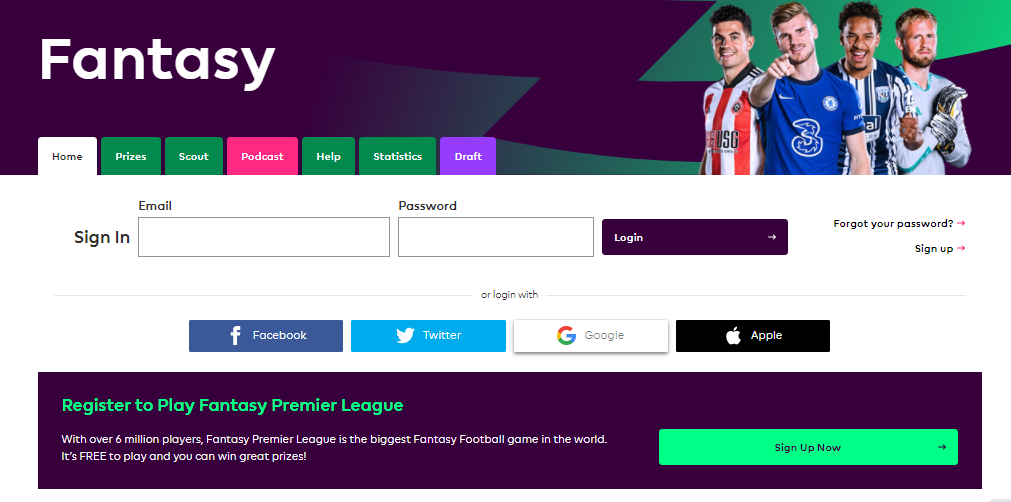 Fantasy
Home Prizes Scout Podcast Help Statistics Draft
Email Password
Sign In Login → Forgot your password? →
Sign up →
or login with
Facebook Twitter Google Apple
Register to Play Fantasy Premier League
With over 6 million players, Fantasy Premier League is the biggest Fantasy Football game in the world.
It's FREE to play and you can win great prizes!
Sign Up Now →
USG
3